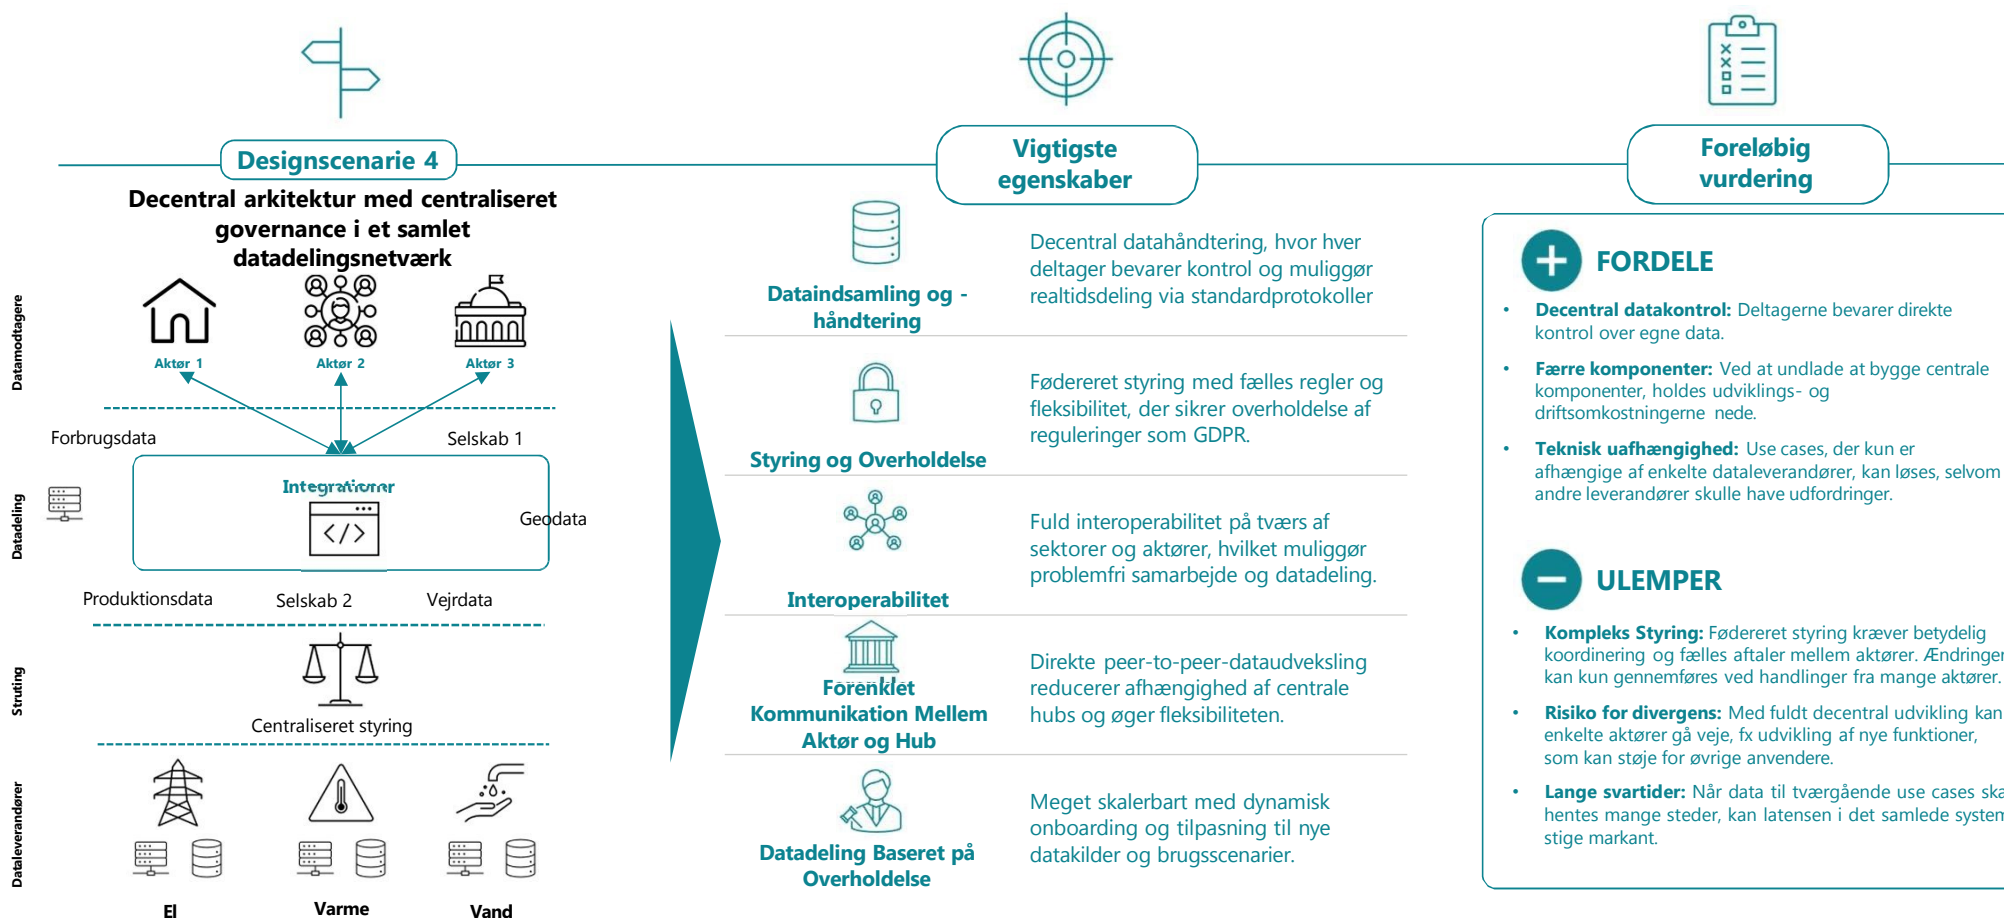 Designscenarie 4
Decentral arkitektur med centraliseret
governance i et samlet
datadelingsnetværk
Datamodtagere
Aktør 1
Aktør 2
Aktør 3
Forbrugsdata
Selskab 1
Datadeling
Integrationer
Geodata
Produktionsdata
Selskab 2
Vejrdata
Struting
Centraliseret styring
Dataleverandører
El
Varme
Vand
Vigtigste
egenskaber
Dataindsamling og -
håndtering
Decentral datahåndtering, hvor hver
deltager bevarer kontrol og muliggør
realtidsdeling via standardprotokoller
Styring og Overholdelse
Fødereret styring med fælles regler og
fleksibilitet, der sikrer overholdelse af
reguleringer som GDPR.
Interoperabilitet
Fuld interoperabilitet på tværs af
sektorer og aktører, hvilket muliggør
problemfri samarbejde og datadeling.
Forenklet
Kommunikation Mellem
Aktør og Hub
Direkte peer-to-peer-dataudveksling
reducerer afhængighed af centrale
hubs og øger fleksibiliteten.
Datadeling Baseret på
Overholdelse
Meget skalerbart med dynamisk
onboarding og tilpasning til nye
datakilder og brugsscenarier.
Foreløbig
vurdering
FORDELE
• Decentral datakontrol: Deltagerne bevarer direkte
kontrol over egne data.
• Færre komponenter: Ved at undlade at bygge centrale
komponenter, holdes udviklings- og
driftsomkostningerne nede.
• Teknisk uafhængighed: Use cases, der kun er
afhængige af enkelte dataleverandører, kan løses, selvom
andre leverandører skulle have udfordringer.
ULEMPER
• Kompleks Styring: Fødereret styring kræver betydelig
koordinering og fælles aftaler mellem aktører. Ændringer
kan kun gennemføres ved handlinger fra mange aktører.
• Risiko for divergens: Med fuldt decentral udvikling kan
enkelte aktører gå veje, fx udvikling af nye funktioner,
som kan støje for øvrige anvendere.
• Lange svartider: Når data til tværgående use cases ska
hentes mange steder, kan latensen i det samlede system
stige markant.